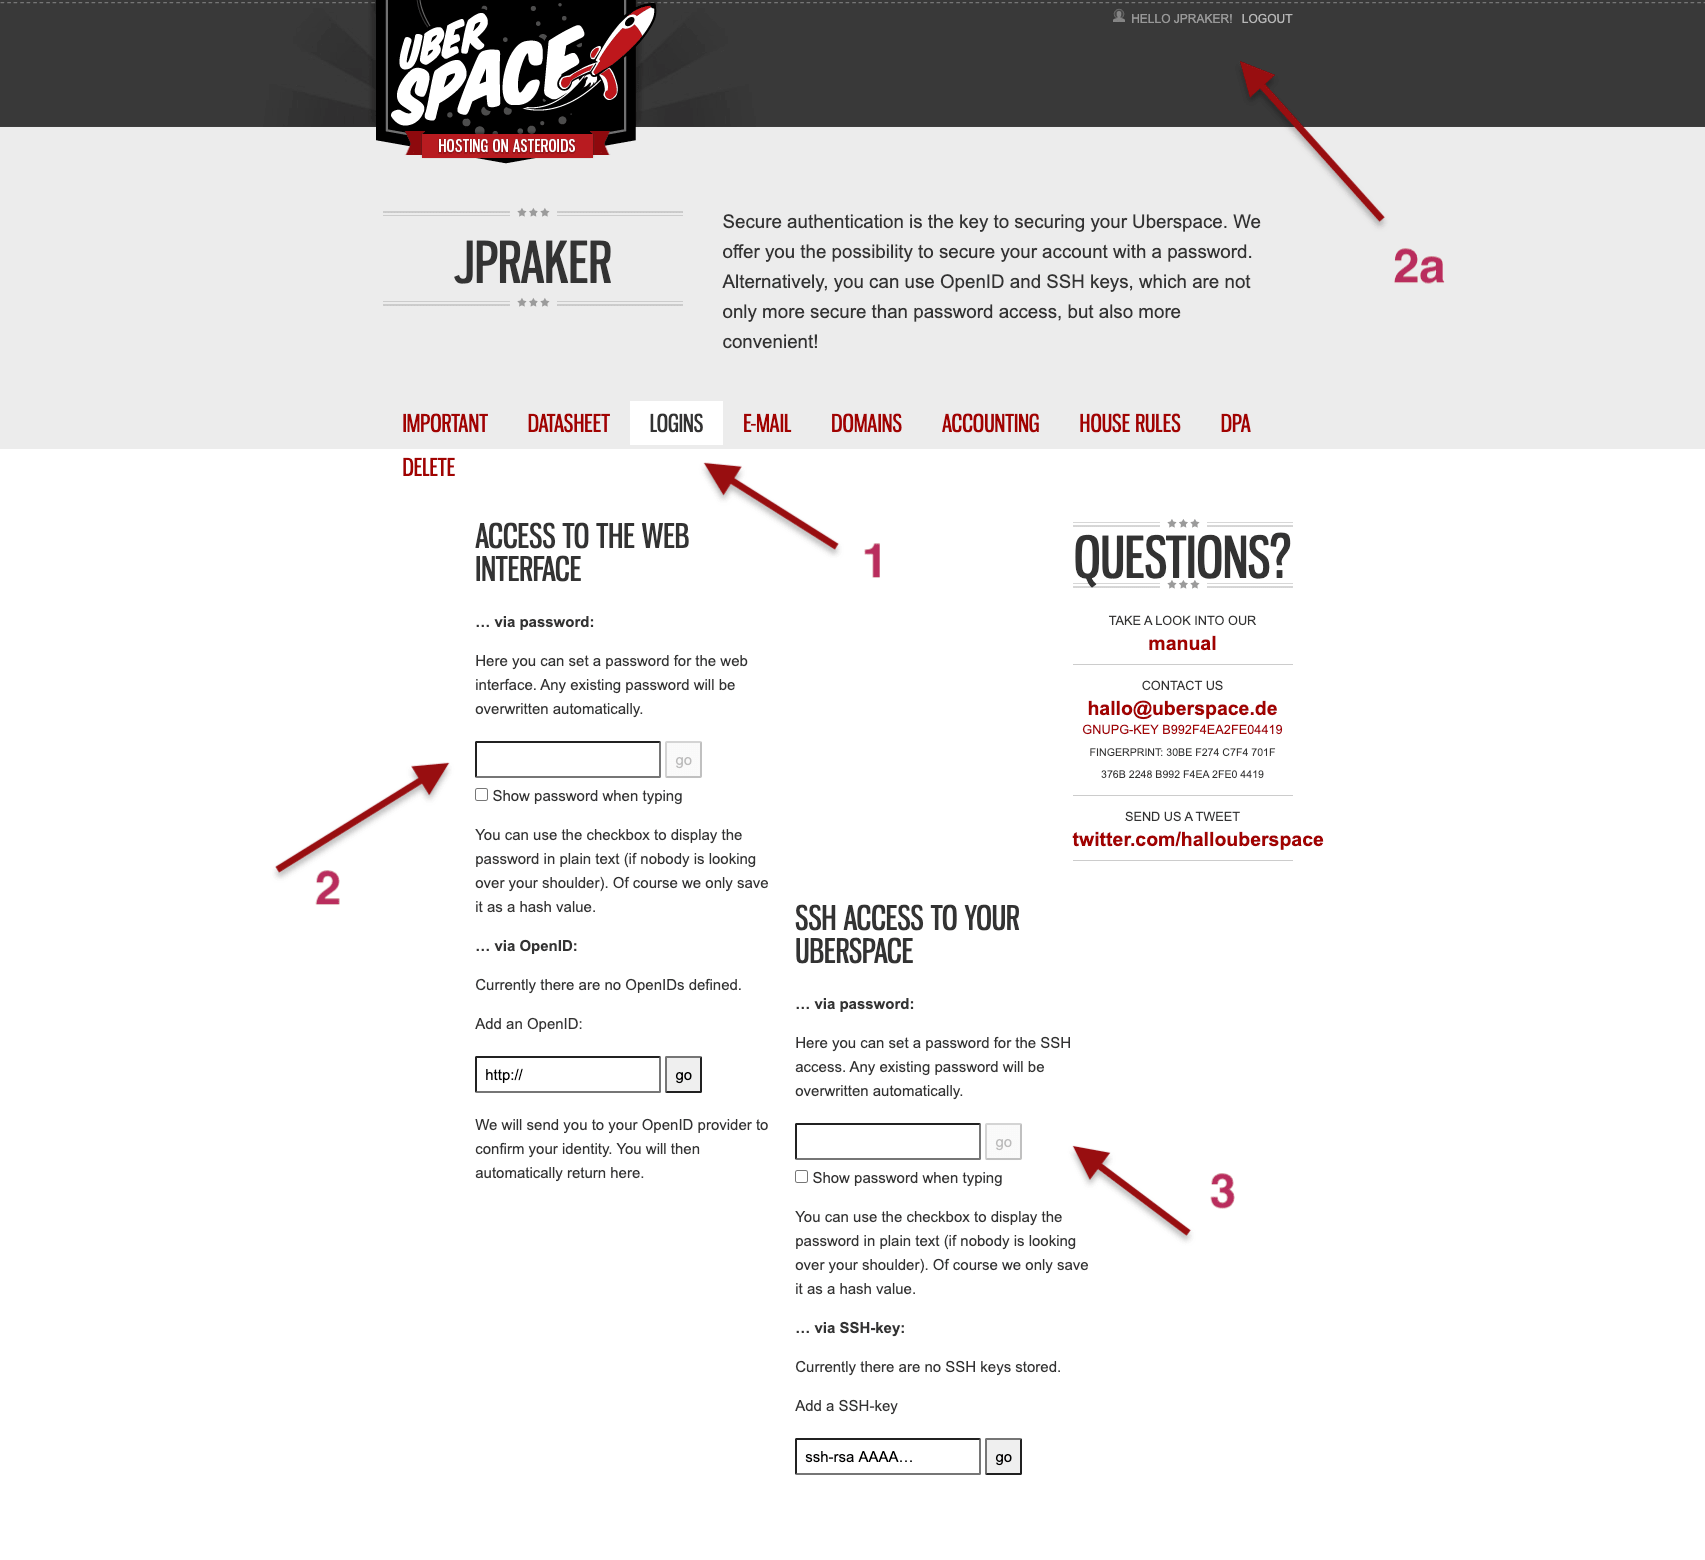 HELLO JPRAKER! LOGOUT
UBER
SPACE
HOSTING ON ASTEROIDS
2a
JPRAKER
Secure authentication is the key to securing your Uberspace. We
offer you the possibility to secure your account with a password.
Alternatively, you can use OpenID and SSH keys, which are not
only more secure than password access, but also more
convenient!
IMPORTANT DATASHEET LOGINS E-MAIL DOMAINS ACCOUNTING HOUSE RULES DPA
DELETE
1
ACCESS TO THE WEB
INTERFACE
... via password:
Here you can set a password for the web
interface. Any existing password will be
overwritten automatically.
go
Show password when typing
2
You can use the checkbox to display the
password in plain text (if nobody is looking
over your shoulder). Of course we only save
it as a hash value.
... via OpenID:
Currently there are no OpenIDs defined.
Add an OpenID:
http:// go
We will send you to your OpenID provider to
confirm your identity. You will then
automatically return here.
QUESTIONS?
TAKE A LOOK INTO OUR
manual
CONTACT US
hallo@uberspace.de
GNUPG-KEY B992F4EA2FE04419
FINGERPRINT: 30BE F274 C7F4 701F
376B 2248 B992 F4EA 2FE0 4419
SEND US A TWEET
twitter.com/hallouberspace
SSH ACCESS TO YOUR
UBERSPACE
... via password:
Here you can set a password for the SSH
access. Any existing password will be
overwritten automatically.
go
Show password when typing
3
You can use the checkbox to display the
password in plain text (if nobody is looking
over your shoulder). Of course we only save
it as a hash value.
... via SSH-key:
Currently there are no SSH keys stored.
Add a SSH-key
ssh-rsa AAAA... go